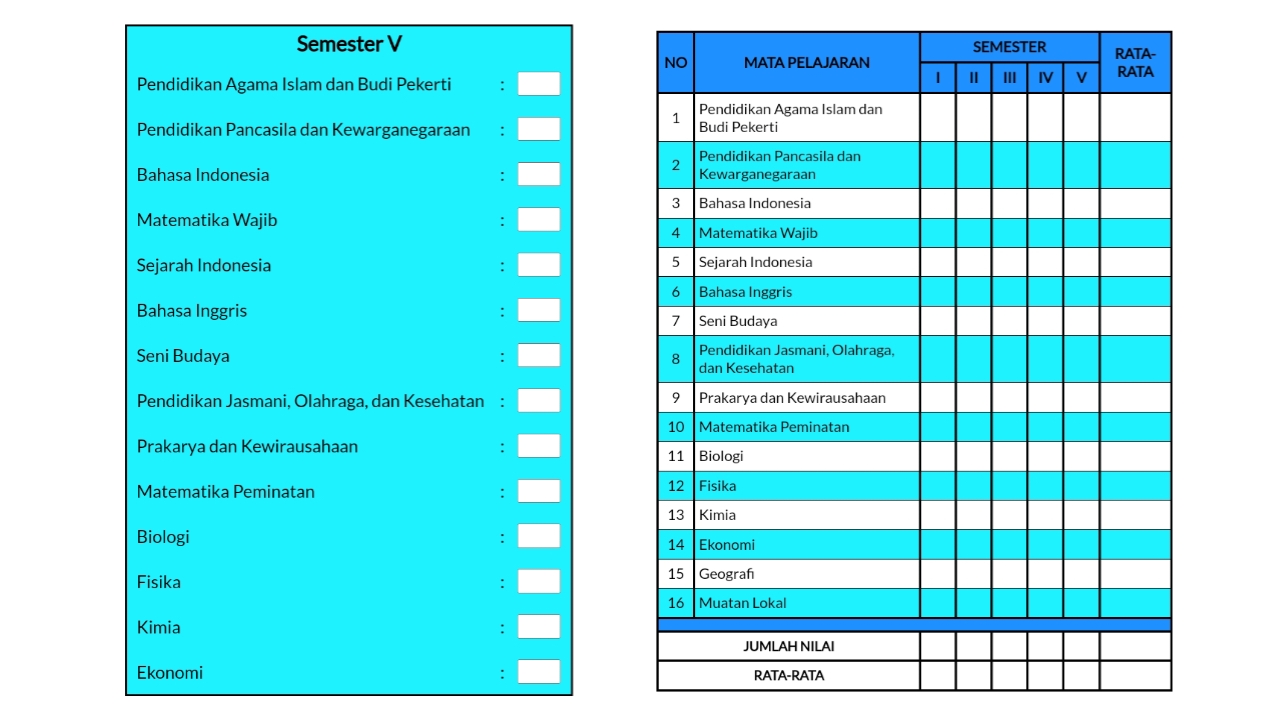 Semester V
Pendidikan Agama Islam dan Budi Pekerti :
Pendidikan Pancasila dan Kewarganegaraan :
Bahasa Indonesia :
Matematika Wajib :
Sejarah Indonesia :
Bahasa Inggris :
Seni Budaya :
Pendidikan Jasmani, Olahraga, dan Kesehatan :
Prakarya dan Kewirausahaan :
Matematika Peminatan :
Biologi :
Fisika :
Kimia :
Ekonomi :
NO MATA PELAJARAN SEMESTER RATA-
RATA
I II III IV V
1 Pendidikan Agama Islam dan
Budi Pekerti
2 Pendidikan Pancasila dan
Kewarganegaraan
3 Bahasa Indonesia
4 Matematika Wajib
5 Sejarah Indonesia
6 Bahasa Inggris
7 Seni Budaya
8 Pendidikan Jasmani, Olahraga,
dan Kesehatan
9 Prakarya dan Kewirausahaan
10 Matematika Peminatan
11 Biologi
12 Fisika
13 Kimia
14 Ekonomi
15 Geografi
16 Muatan Lokal
JUMLAH NILAI
RATA-RATA